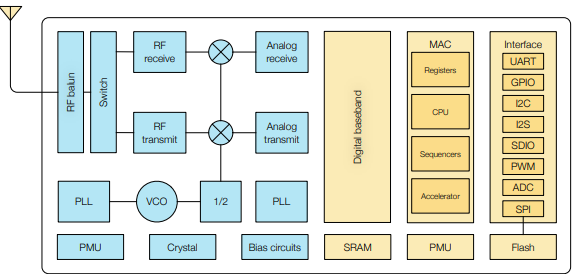 RF balun
Switch
RF
receive
Analog
receive
RF
transmit
Analog
transmit
PLL
VCO
1/2
PLL
PMU
Crystal
Bias circuits
Digital baseband
SRAM
MAC
Registers
CPU
Sequencers
Accelerator
PMU
Interface
UART
GPIO
I2C
I2S
SDIO
PWM
ADC
SPI
Flash